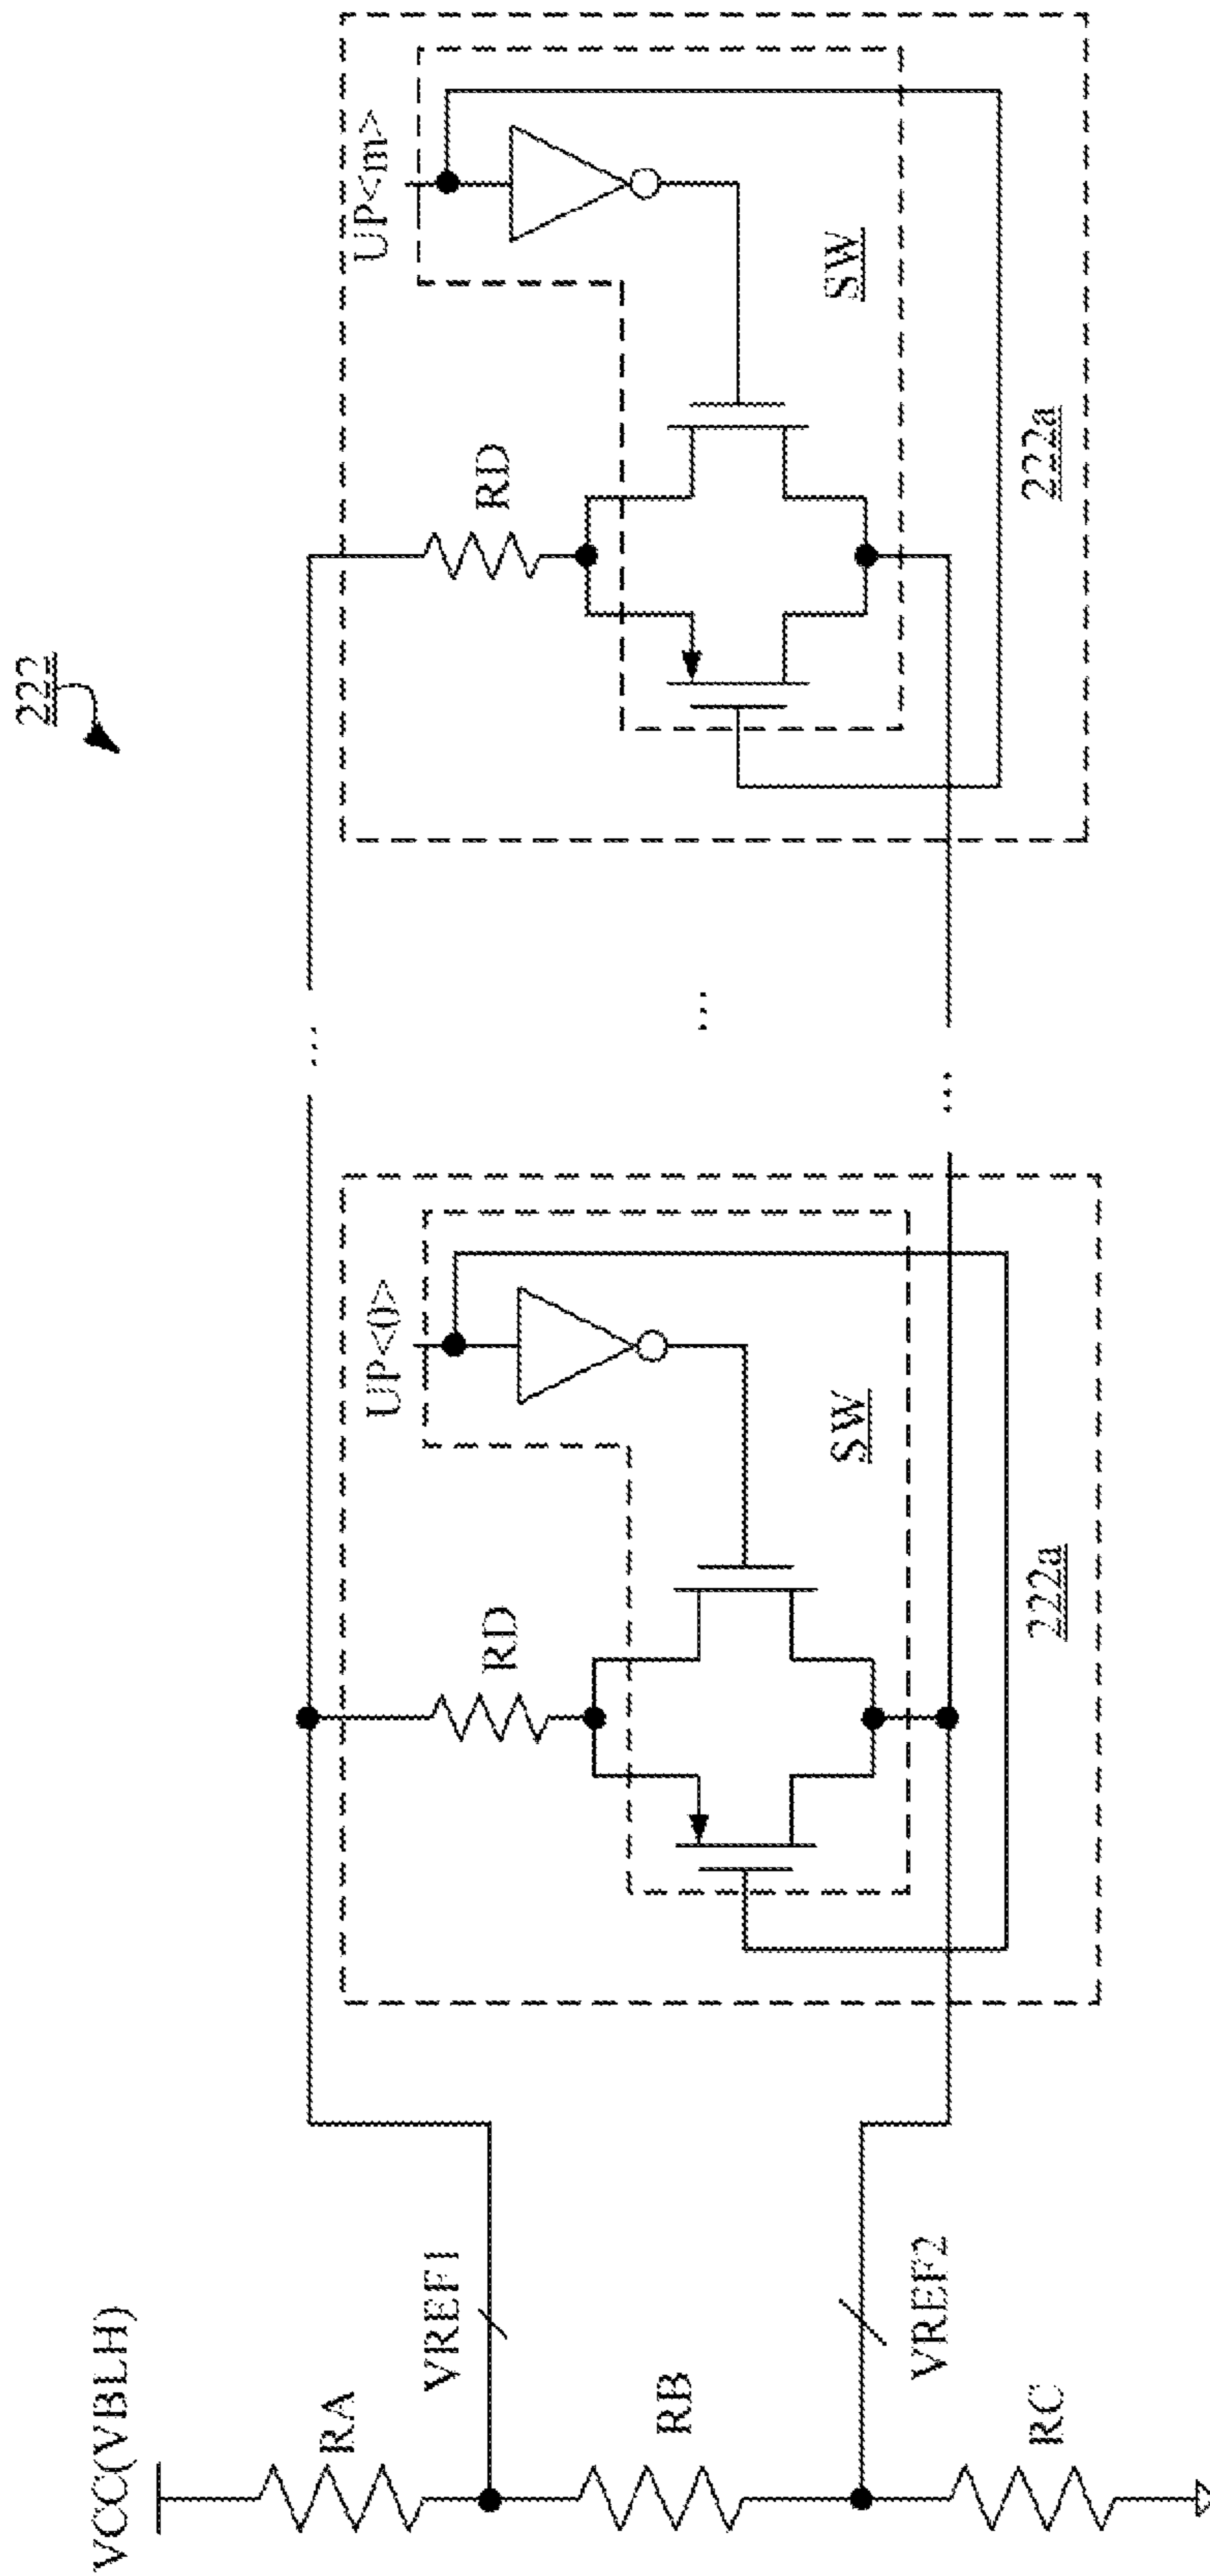 222
VCC(VBLH)
RA
VREF1
RB
VREF2
RC
RD
UP<0>
SW
222a
...
...
...
RD
UP<m>
SW
222a